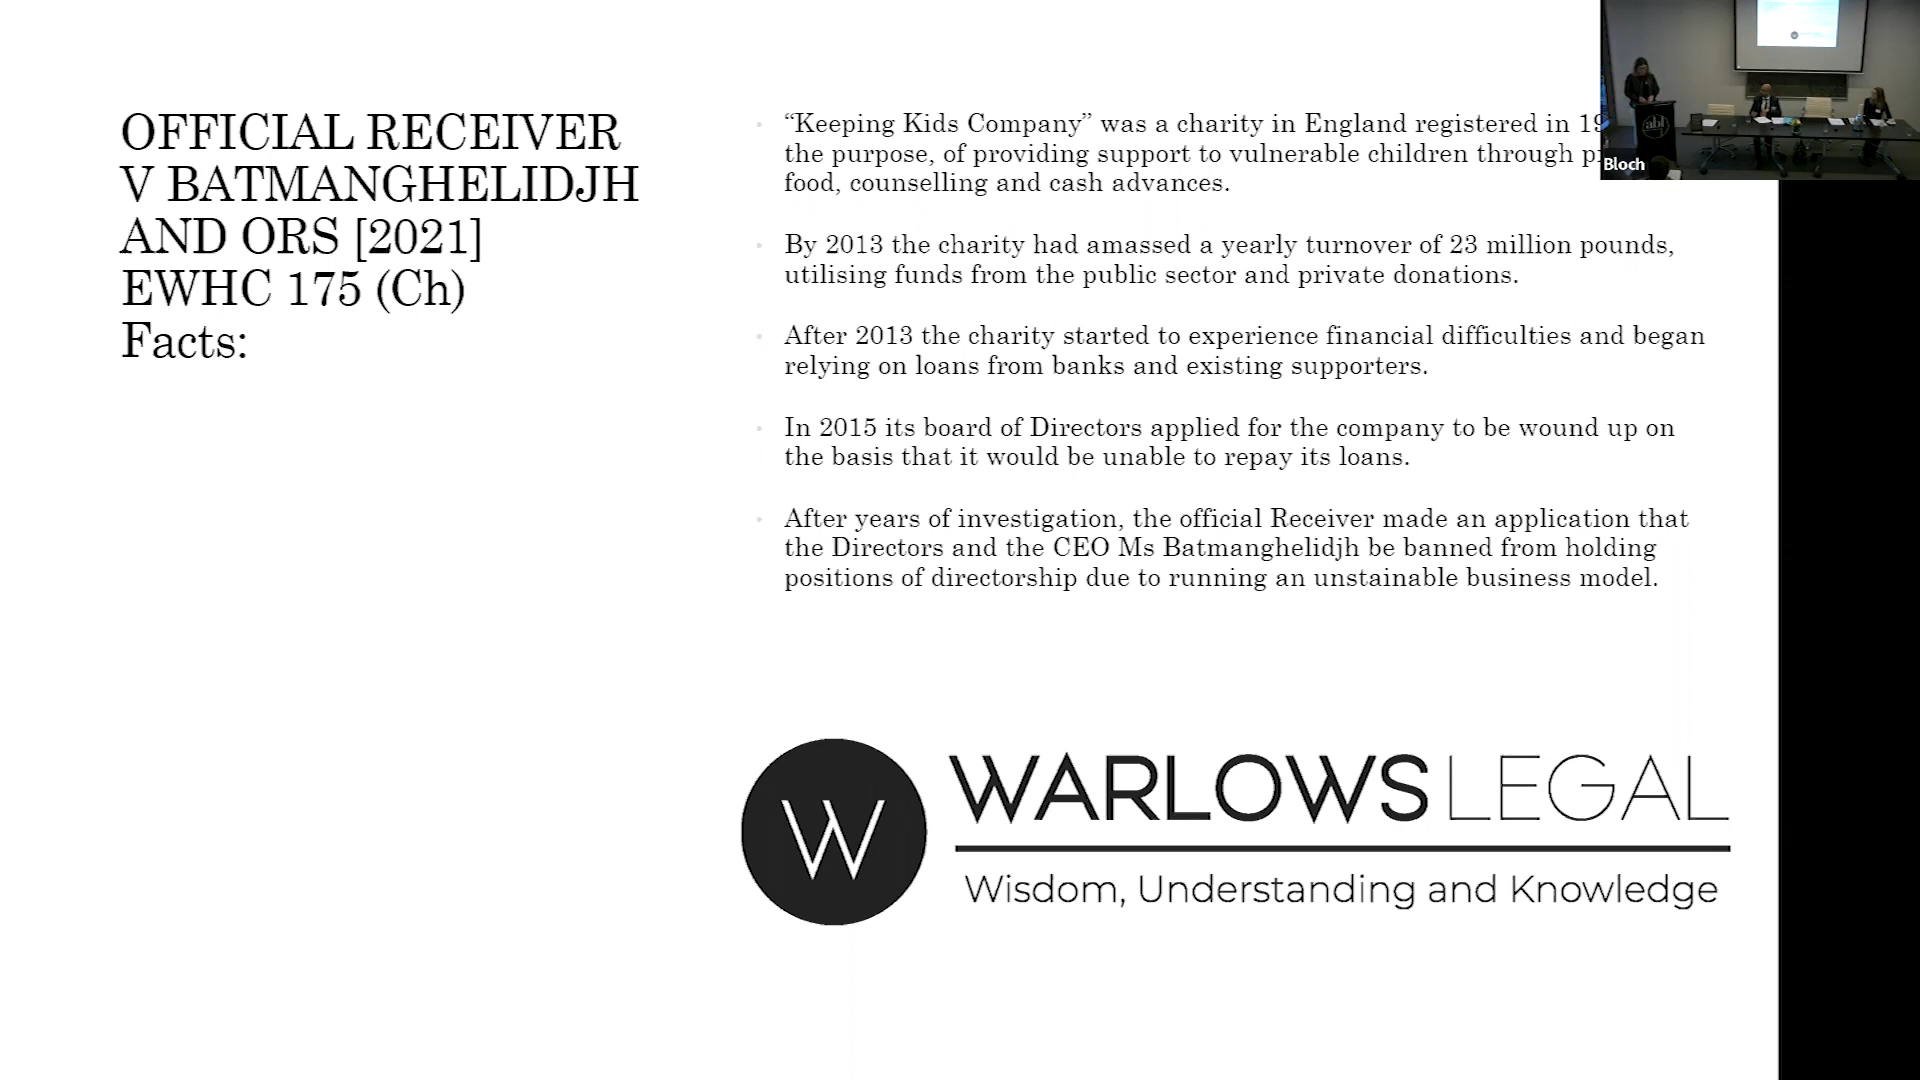 OFFICIAL RECEIVER
V BATMANGHELIDJH
AND ORS [2021]
EWHC 175 (Ch)
Facts:
“Keeping Kids Company” was a charity in England registered in
the purpose, of providing support to vulnerable children through
food, counselling and cash advances.
By 2013 the charity had amassed a yearly turnover of 23 million pounds,
utilising funds from the public sector and private donations.
After 2013 the charity started to experience financial difficulties and began
relying on loans from banks and existing supporters.
In 2015 its board of Directors applied for the company to be wound up on
the basis that it would be unable to repay its loans.
After years of investigation, the official Receiver made an application that
the Directors and the CEO Ms Batmanghelidjh be banned from holding
positions of directorship due to running an unstainable business model.
W
WARLOWS LEGAL
Wisdom, Understanding and Knowledge
abl
Bloch